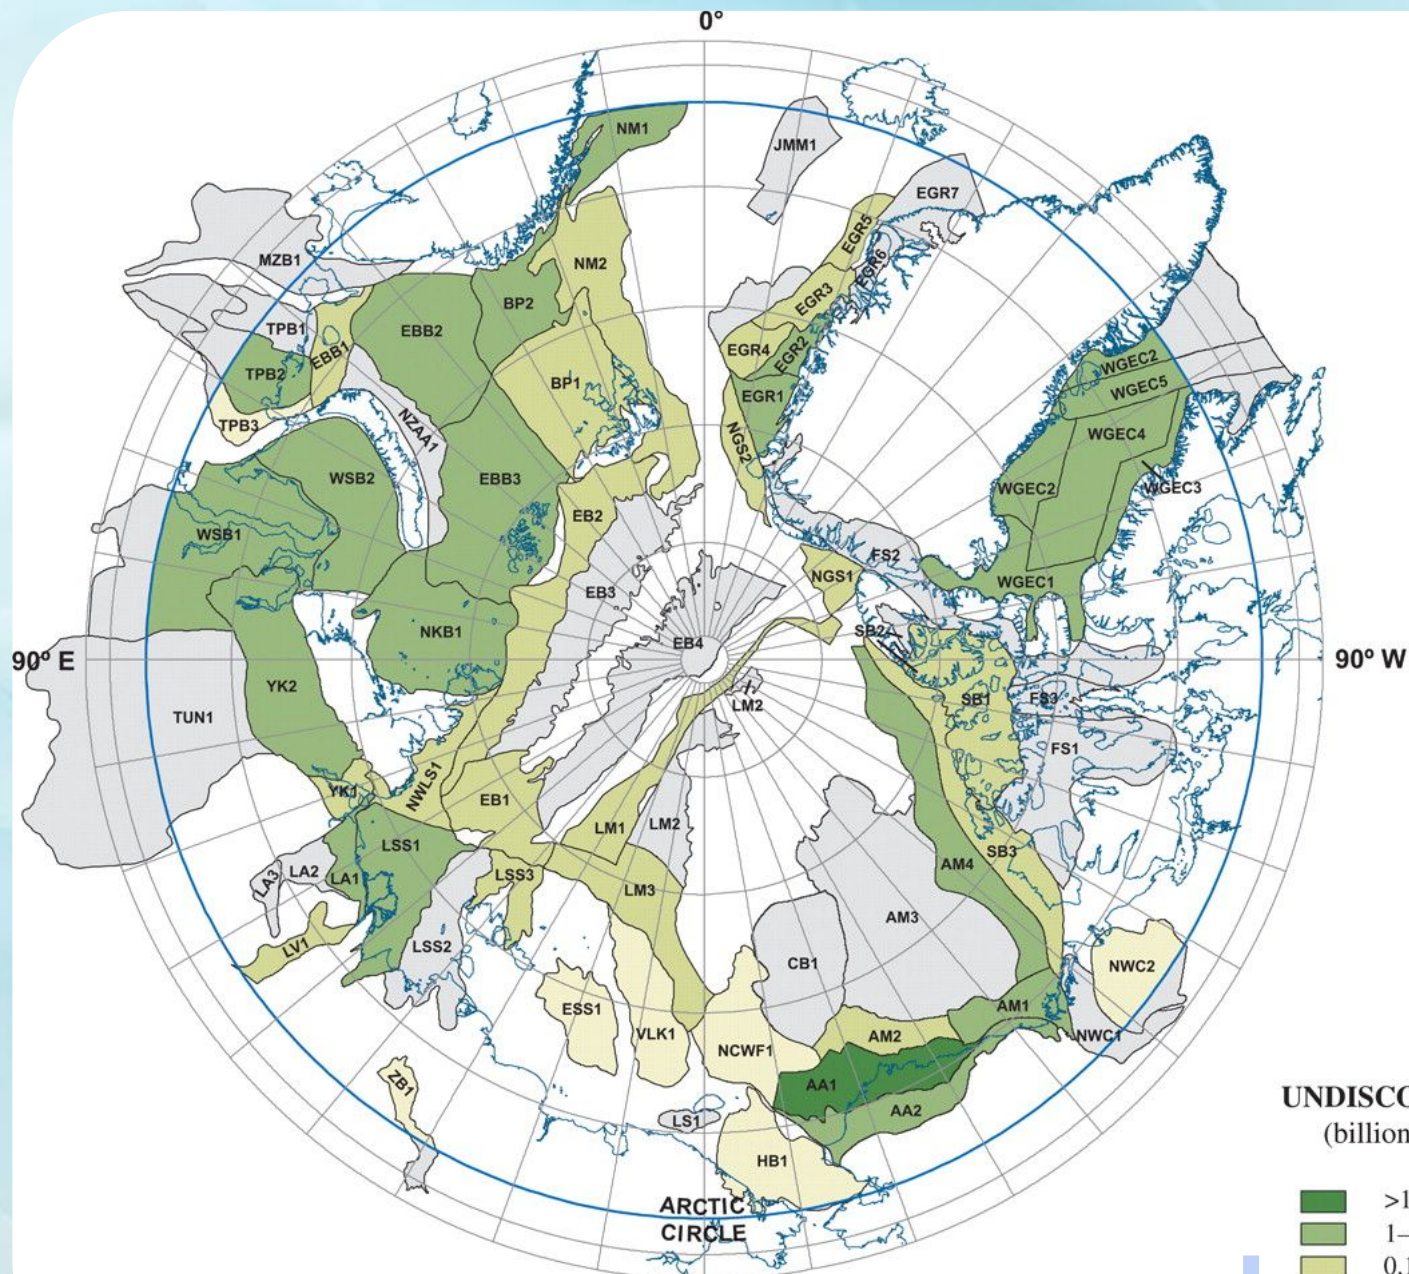 0°
NM1
JMM1
EGR7
EGR5
MZB1
NM2
EGR6
BP2
EGR3
TPB1
EBB2
EBB1
EGR4
EGR2
WGEC2
TPB2
BP1
WGEC5
EGR1
TPB3
NZAA1
NGS2
WGEC4
WSB2
EBB3
WGEC2
WGEC3
EB2
WSB1
FS2
NGS1
WGEC1
EB3
NKB1
SB2
EB4
90° E
90° W
YK2
SB1
FS3
LM2
TUN1
FS1
NWLS1
YK1
EB1
LM1
LM2
LSS1
SB3
AM4
LA3
LA2
LA1
LSS3
LM3
AM3
LV1
LSS2
CB1
NWC2
ESS1
AM1
VLK1
AM2
NWC1
NCWF1
ZB1
AA1
UNDISCO
AA2
LS1
(billion
HB1
ARCTIC
CIRCLE
>1
1–
0.1